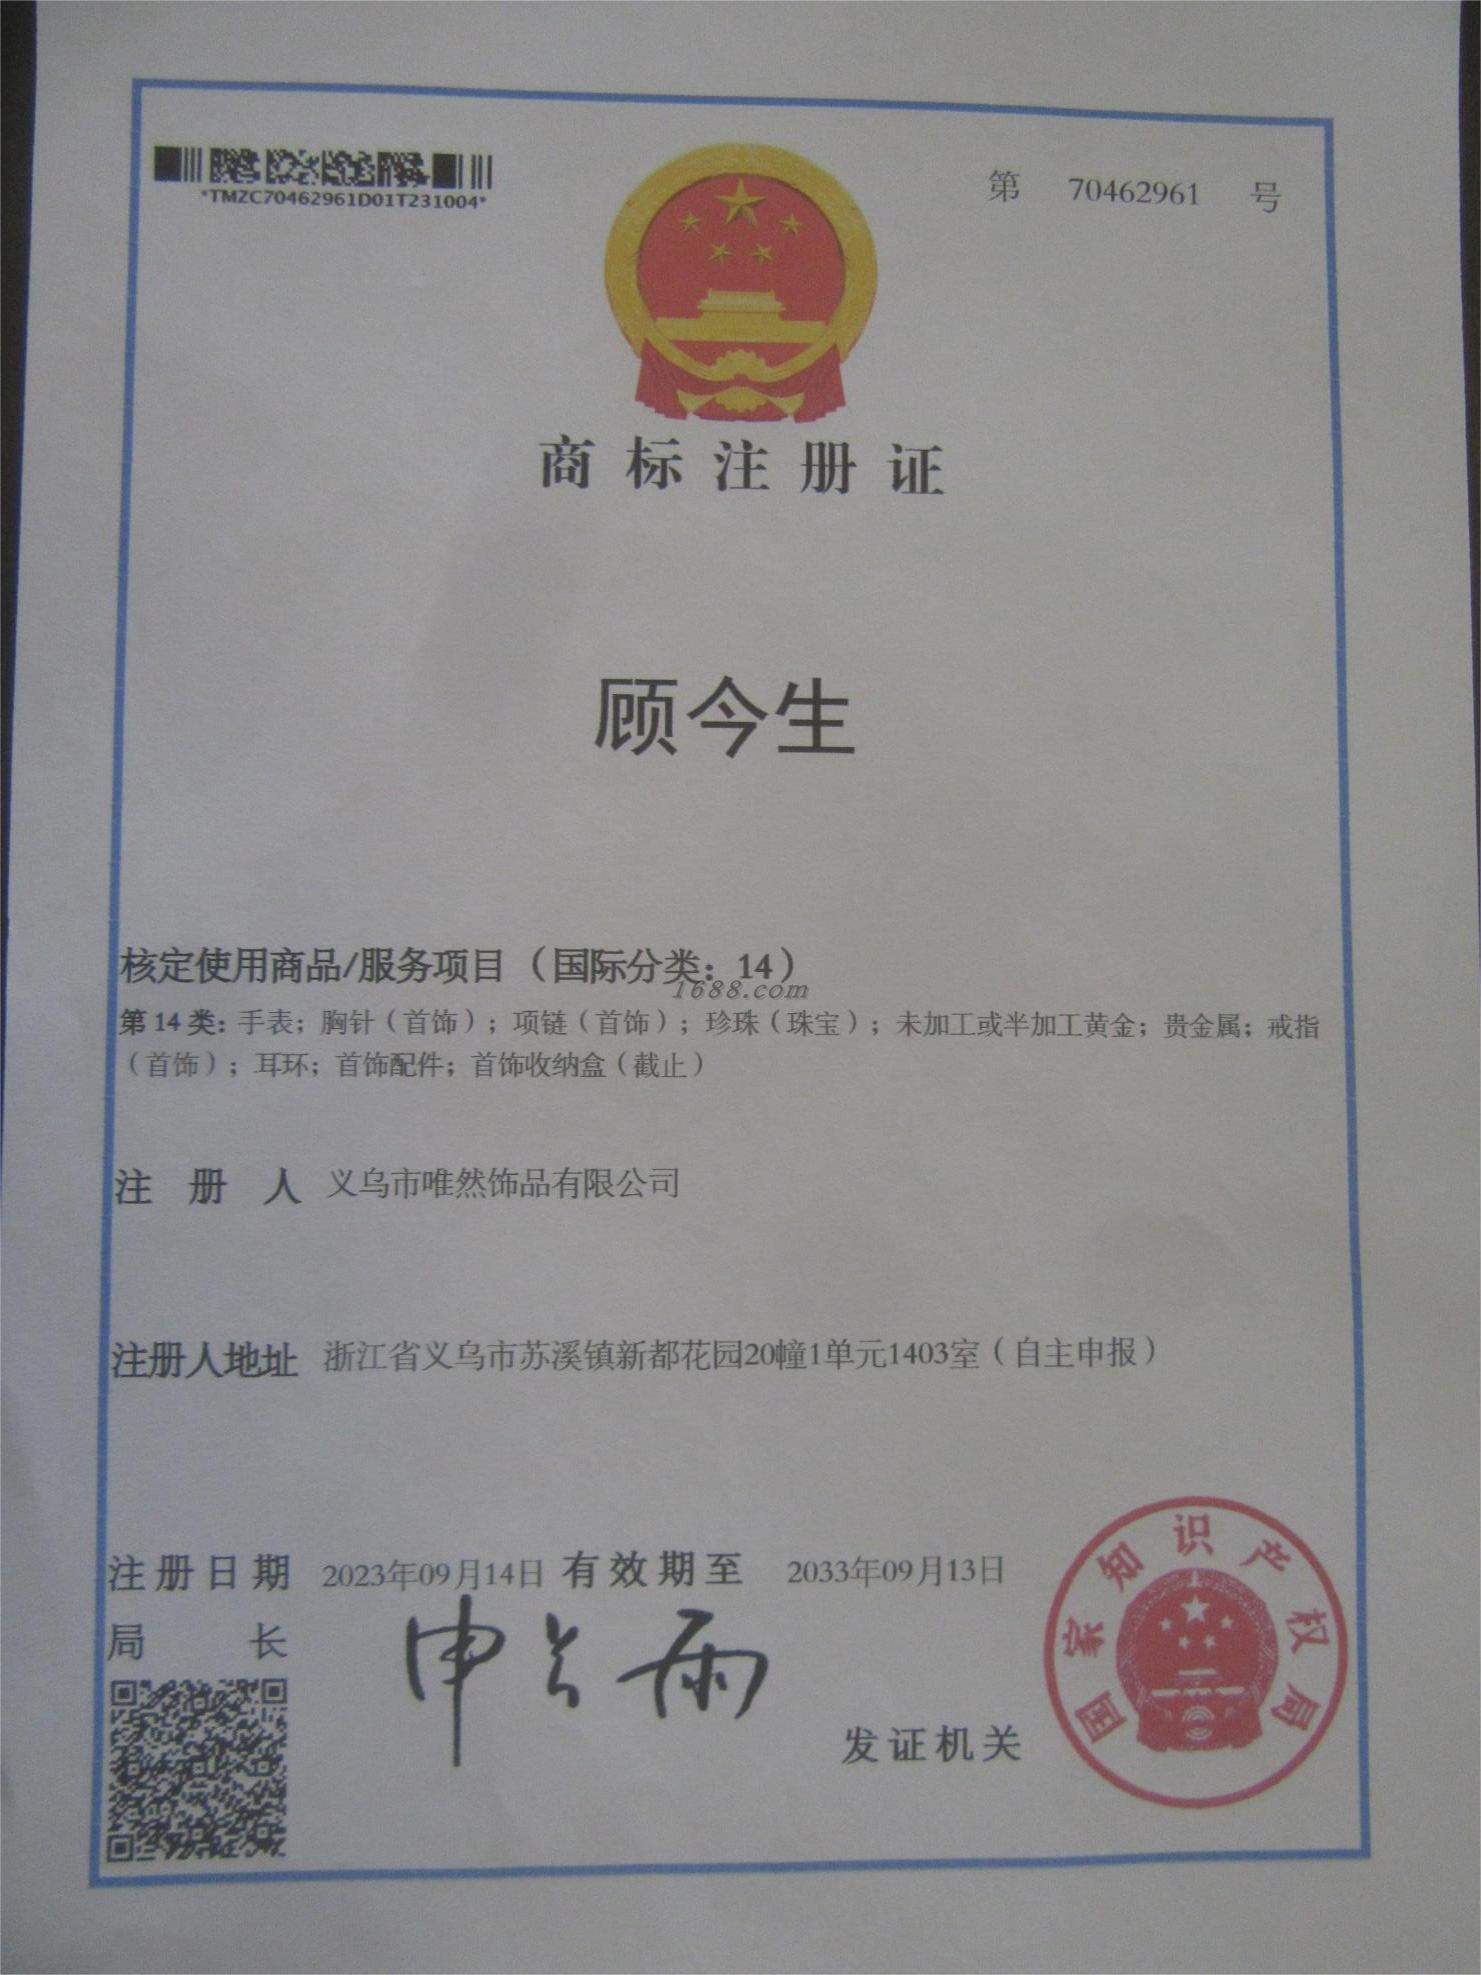 *TMZC70462961D01T231004*
第 70462961 号
商标注册证
顾今生
核定使用商品/服务项目（国际分类：14）
1688.com
第 14 类：手表；胸针（首饰）；项链（首饰）；珍珠（珠宝）；未加工或半加工黄金；贵金属；戒指
（首饰）；耳环；首饰配件；首饰收纳盒（截止）
注 册 人 义乌市唯然饰品有限公司
注册人地址 浙江省义乌市苏溪镇新都花园20幢1单元1403室（自主申报）
注册日期 2023年09月14日 有效期至 2033年09月13日
局 长 申长雨
发证机关
国家知识产权局